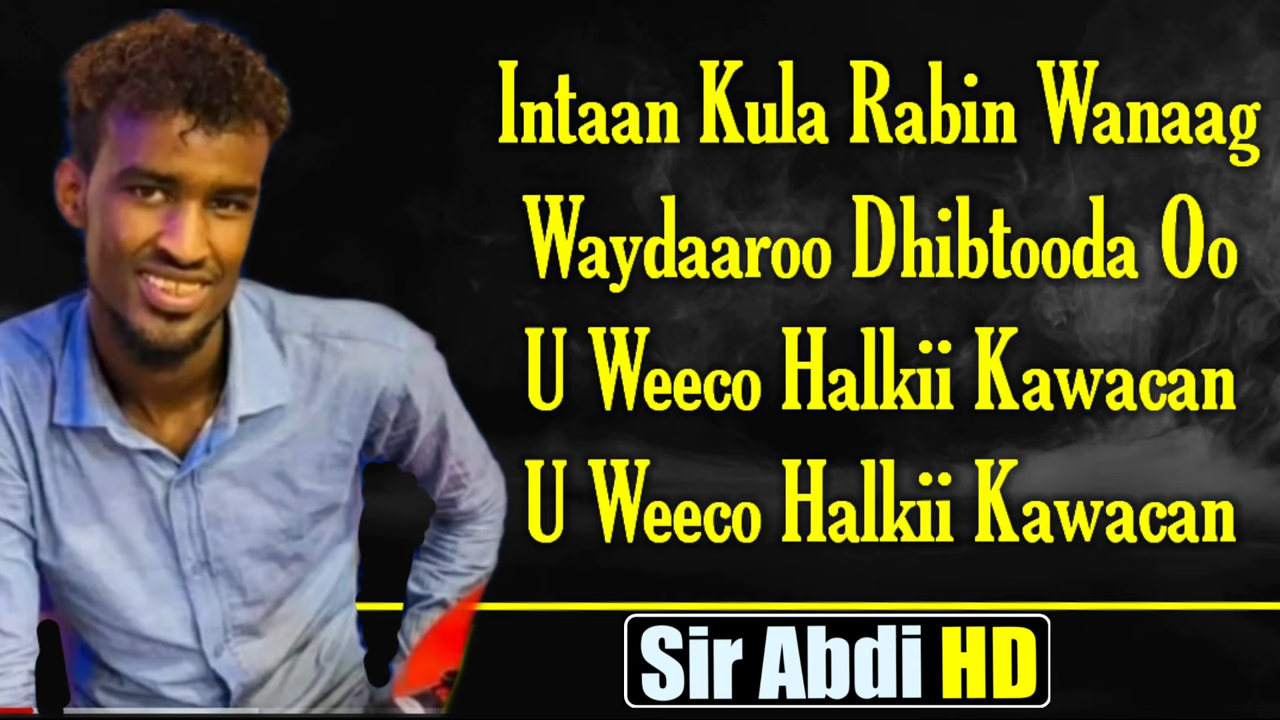 Intaan Kula Rabin Wanaag
Waydaaroo Dhibtooda Oo
U Weeco Halkii Kawacan
U Weeco Halkii Kawacan
Sir Abdi HD